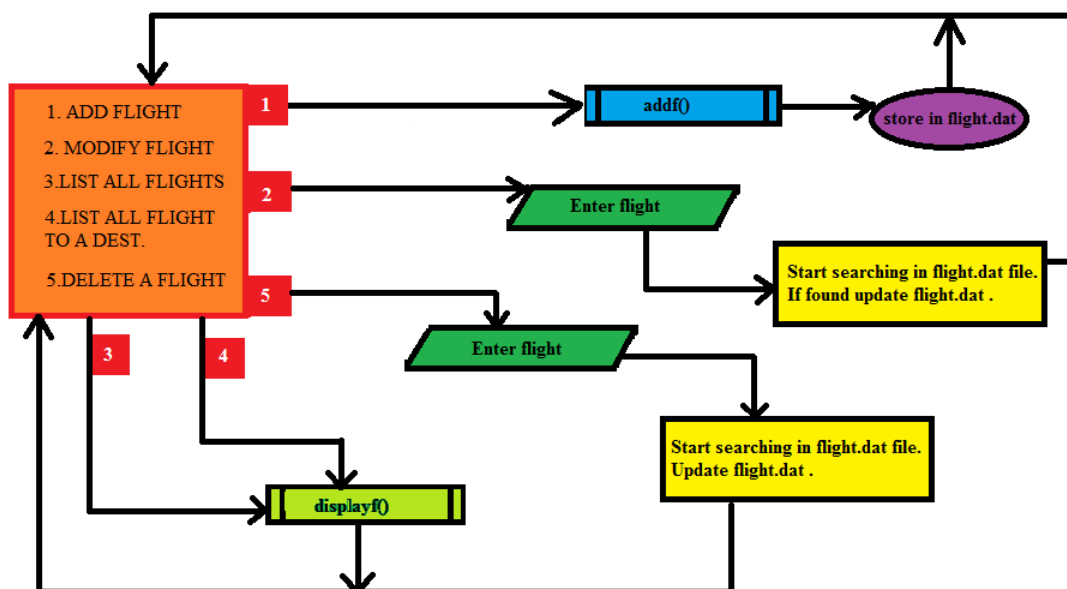 1. ADD FLIGHT
2. MODIFY FLIGHT
3.LIST ALL FLIGHTS
4.LIST ALL FLIGHT
TO A DEST.
5.DELETE A FLIGHT
1
addf()
store in flight.dat
2
Enter flight
Start searching in flight.dat file.
If found update flight.dat .
5
Enter flight
3
4
Start searching in flight.dat file.
Update flight.dat .
displayf()